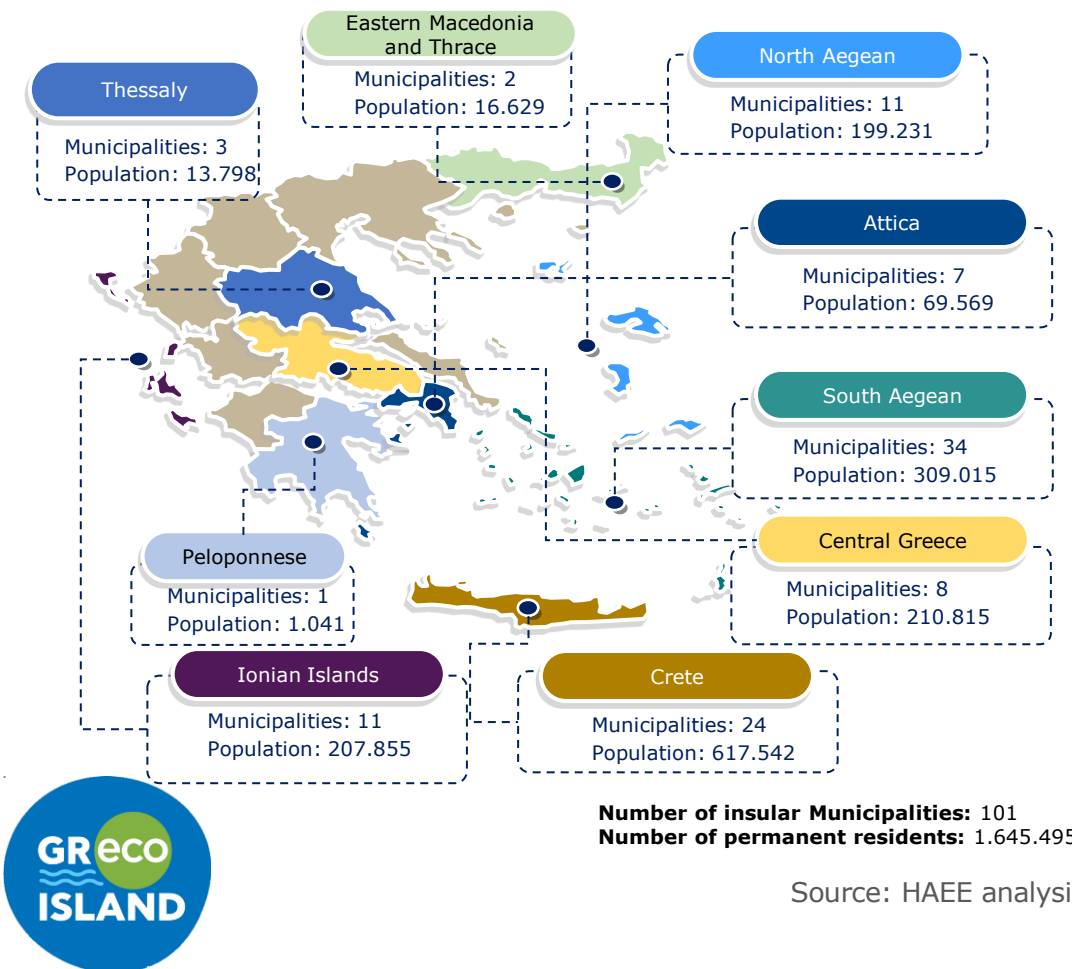 Eastern Macedonia
and Thrace
Municipalities: 2
Population: 16.629
North Aegean
Municipalities: 11
Population: 199.231
Thessaly
Municipalities: 3
Population: 13.798
Attica
Municipalities: 7
Population: 69.569
South Aegean
Municipalities: 34
Population: 309.015
Central Greece
Municipalities: 8
Population: 210.815
Peloponnese
Municipalities: 1
Population: 1.041
Ionian Islands
Municipalities: 11
Population: 207.855
Crete
Municipalities: 24
Population: 617.542
GReco
ISLAND
Number of insular Municipalities: 101
Number of permanent residents: 1.645.495
Source: HAEE analysi